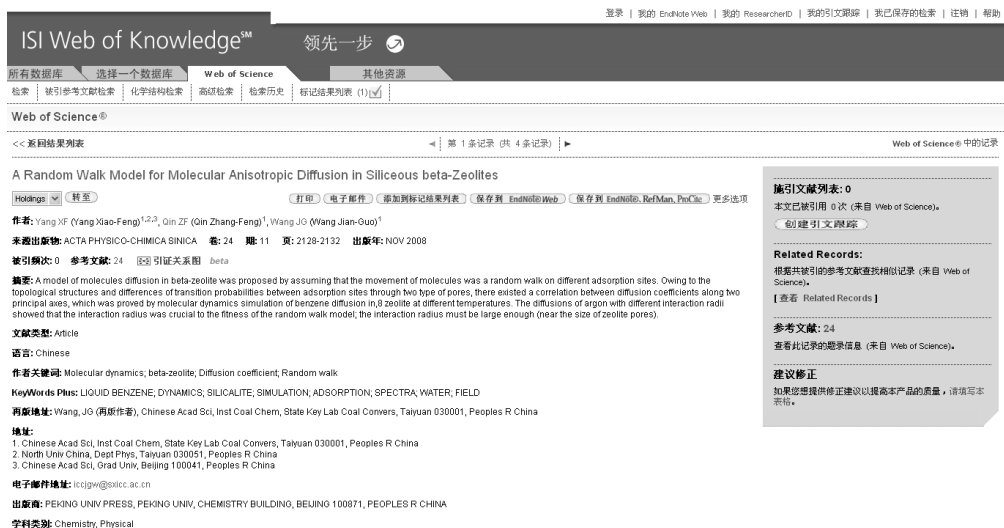 登录 | 我的 EndNote Web | 我的 ResearcherID | 我的引文跟踪 | 我已保存的检索 | 注销 | 帮助
ISI Web of Knowledge℠ 领先一步
所有数据库 选择一个数据库 Web of Science 其他资源
检索 被引参考文献检索 化学结构检索 高级检索 检索历史 标记结果列表 (1)
Web of Science®
<< 返回结果列表 ◄ 第 1 条记录 (共 4 条记录) ► Web of Science® 中的记录
A Random Walk Model for Molecular Anisotropic Diffusion in Siliceous beta-Zeolites
Holdings 转至 打印 电子邮件 添加到标记结果列表 保存到 EndNote Web 保存到 EndNote, RefMan, ProCite 更多选项
作者: Yang XF (Yang Xiao-Feng)1,2,3, Qin ZF (Qin Zhang-Feng)1, Wang JG (Wang Jian-Guo)1
来源出版物: ACTA PHYSICO-CHIMICA SINICA 卷: 24 期: 11 页: 2128-2132 出版年: NOV 2008
被引频次: 0 参考文献: 24 引证关系图 beta
摘要: A model of molecules diffusion in beta-zeolite was proposed by assuming that the movement of molecules was a random walk on different adsorption sites. Owing to the
topological structures and differences of transition probabilities between adsorption sites through two type of pores, there existed a correlation between diffusion coefficients along two
principal axes, which was proved by molecular dynamics simulation of benzene diffusion in,8 zeolite at different temperatures. The diffusions of argon with different interaction radii
showed that the interaction radius was crucial to the fitness of the random walk model; the interaction radius must be large enough (near the size of zeolite pores).
文献类型: Article
语言: Chinese
作者关键词: Molecular dynamics; beta-zeolite; Diffusion coefficient; Random walk
KeyWords Plus: LIQUID BENZENE; DYNAMICS; SILICALITE; SIMULATION; ADSORPTION; SPECTRA; WATER; FIELD
再版地址: Wang, JG (再版作者), Chinese Acad Sci, Inst Coal Chem, State Key Lab Coal Convers, Taiyuan 030001, Peoples R China
地址:
1. Chinese Acad Sci, Inst Coal Chem, State Key Lab Coal Convers, Taiyuan 030001, Peoples R China
2. North Univ China, Dept Phys, Taiyuan 030051, Peoples R China
3. Chinese Acad Sci, Grad Univ, Beijing 100041, Peoples R China
电子邮件地址: iccjgw@sxicc.ac.cn
出版商: PEKING UNIV PRESS, PEKING UNIV, CHEMISTRY BUILDING, BEIJING 100871, PEOPLES R CHINA
学科类别: Chemistry, Physical
施引文献列表: 0
本文已被引用 0 次 (来自 Web of Science)。
创建引文跟踪
Related Records:
根据共被引的参考文献查找相似记录 (来自 Web of
Science)。
[ 查看 Related Records ]
参考文献: 24
查看此记录的题录信息 (来自 Web of Science)。
建议修正
如果您想提供修正建议以提高本产品的质量，请填写本
表格。